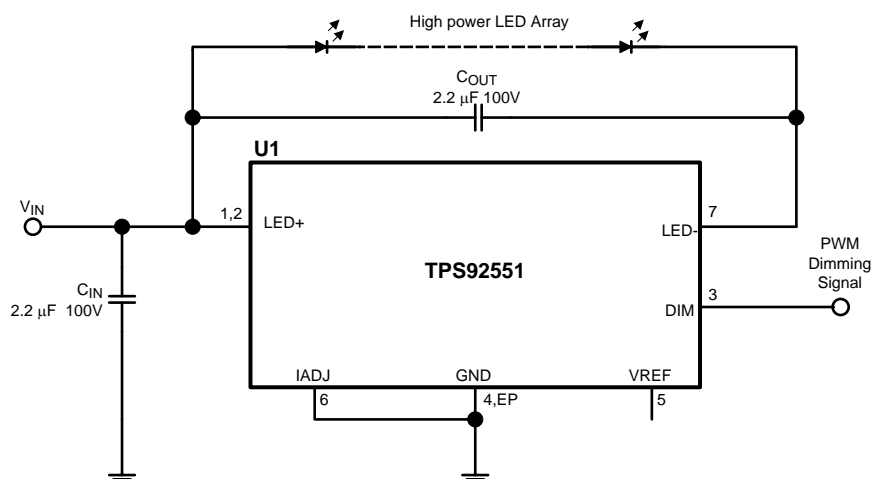 High power LED Array
COUT
2.2 μF 100V
U1
VIN
1,2
LED+
7
LED-
PWM
Dimming
Signal
TPS92551
CIN
2.2 μF 100V
3
DIM
IADJ
GND
VREF
6
4,EP
5